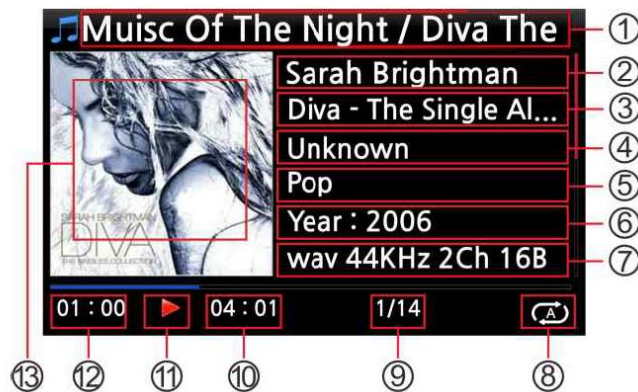 Muisc Of The Night / Diva The
①
Sarah Brightman
②
Diva - The Single Al...
③
Unknown
④
Pop
⑤
Year : 2006
⑥
wav 44KHz 2Ch 16B
⑦
SARAH BRIGHTMAN
DIVA
THE SINGLES COLLECTION
01 : 00
04 : 01
1/14
A
⑬
⑫
⑪
⑩
⑨
⑧